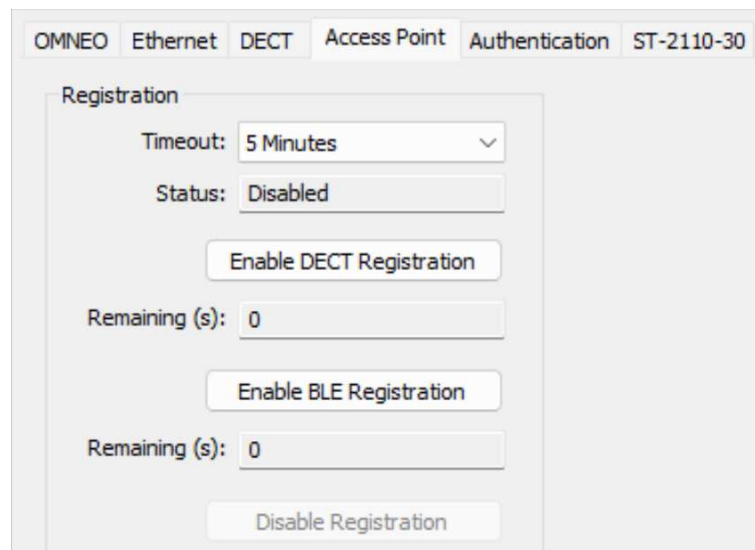 OMNEO Ethernet DECT Access Point Authentication ST-2110-30
Registration
Timeout: 5 Minutes
Status: Disabled
Enable DECT Registration
Remaining (s): 0
Enable BLE Registration
Remaining (s): 0
Disable Registration